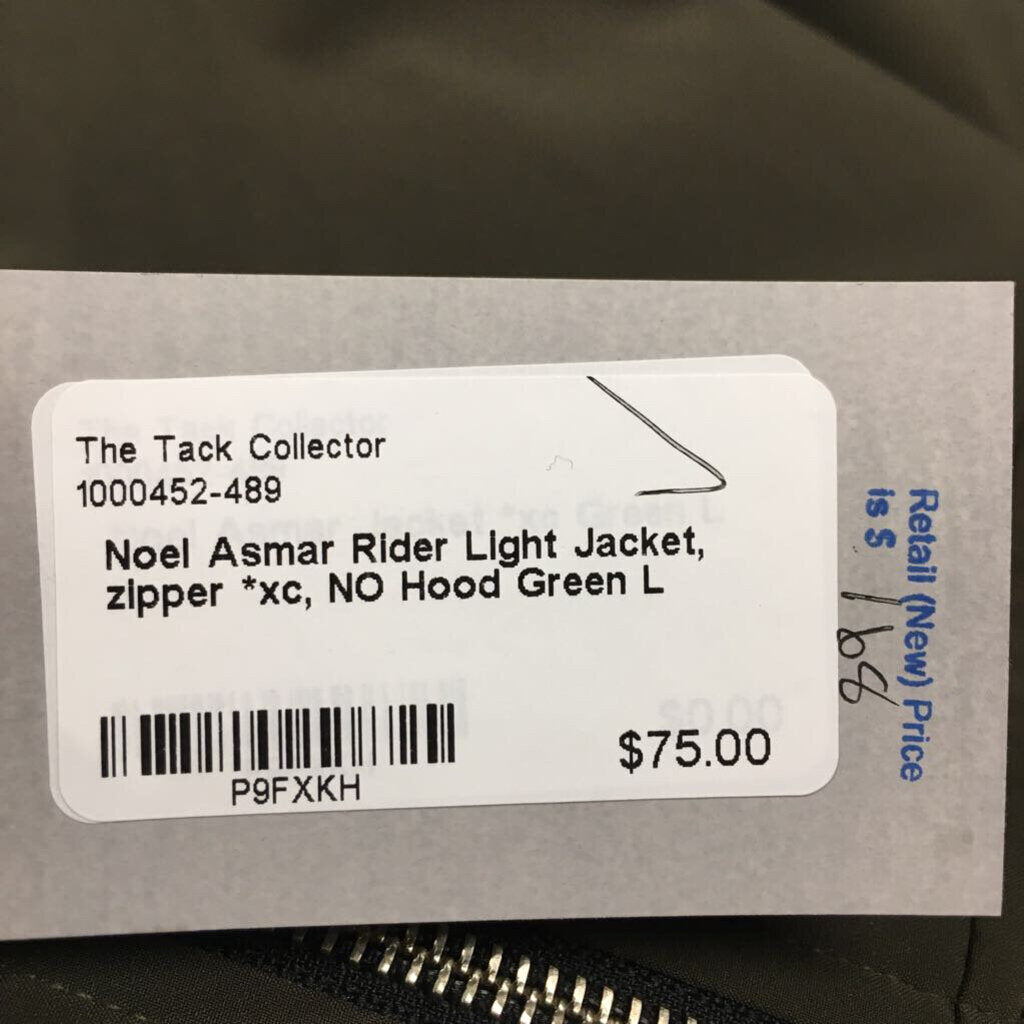 The Tack Collector
1000452-489
Noel Asmar Rider Light Jacket,
zipper *xc, NO Hood Green L
P9FXKH
$75.00
Retail (New) Price
is $ 168